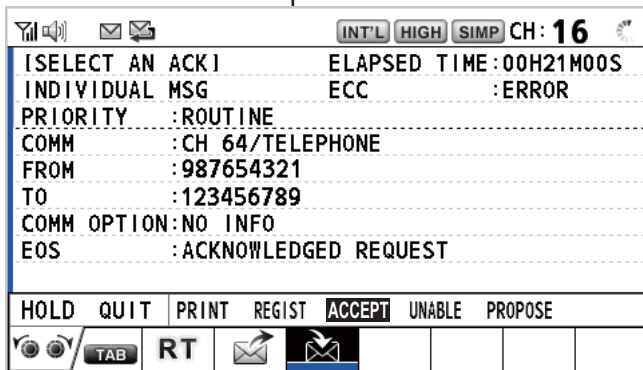 INT'L HIGH SIMP CH: 16
[SELECT AN ACK] ELAPSED TIME:00H21M00S
INDIVIDUAL MSG ECC :ERROR
PRIORITY :ROUTINE
COMM :CH 64/TELEPHONE
FROM :987654321
TO :123456789
COMM OPTION:NO INFO
EOS :ACKNOWLEDGED REQUEST
HOLD QUIT PRINT REGIST ACCEPT UNABLE PROPOSE
TAB RT